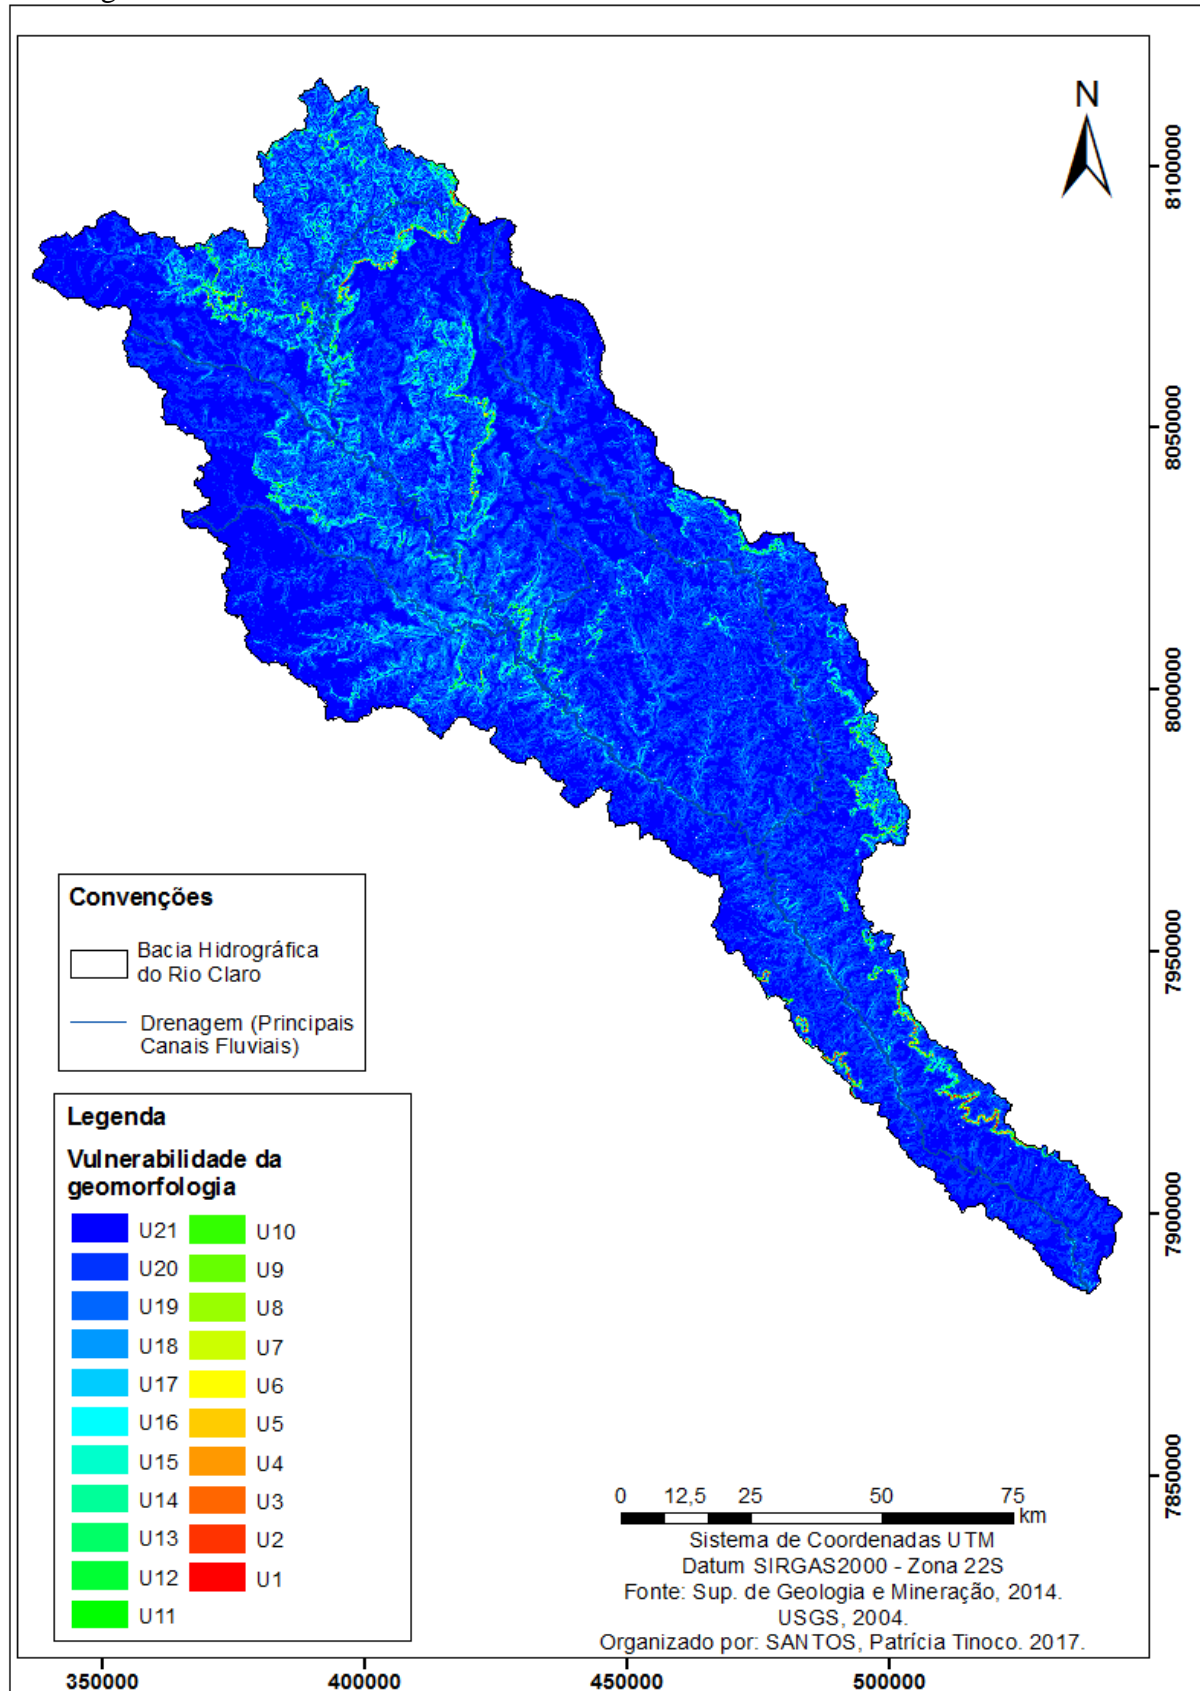 N
8100000
8050000
8000000
7950000
7900000
7850000
Convenções
Bacia Hidrográfica
do Rio Claro
Drenagem (Principais
Canais Fluviais)
Legenda
Vulnerabilidade da
geomorfologia
U21 U10
U20 U9
U19 U8
U18 U7
U17 U6
U16 U5
U15 U4
U14 U3
U13 U2
U12 U1
U11
0 12,5 25 50 75
km
Sistema de Coordenadas UTM
Datum SIRGAS2000 - Zona 22S
Fonte: Sup. de Geologia e Mineração, 2014.
USGS, 2004.
Organizado por: SANTOS, Patrícia Tinoco. 2017.
350000 400000 450000 500000